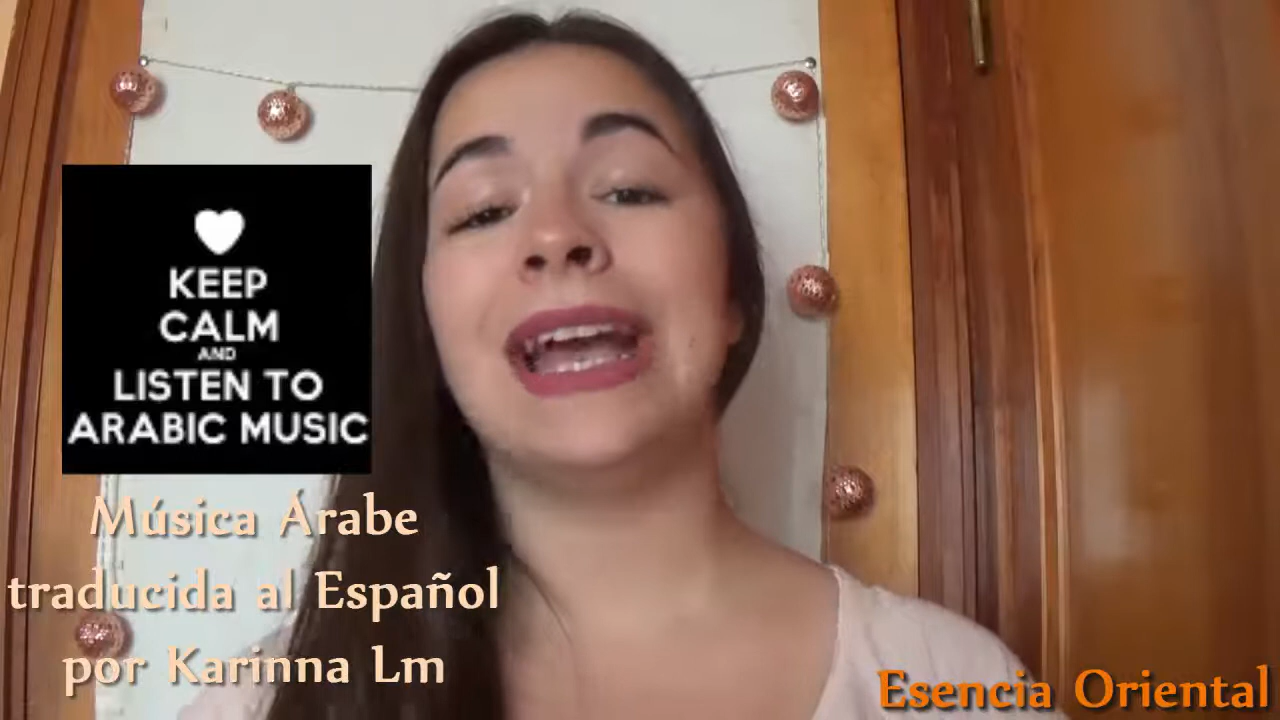 KEEP
CALM
AND
LISTEN TO
ARABIC MUSIC
Música Árabe
traducida al Español
por Karinna Lm
Esencia Oriental